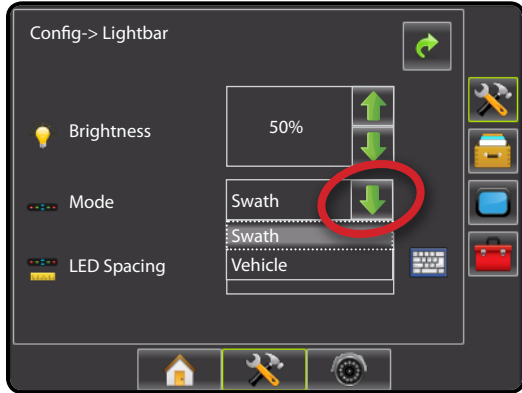 Config-> Lightbar
Brightness
50%
Mode
Swath
Swath
Vehicle
LED Spacing